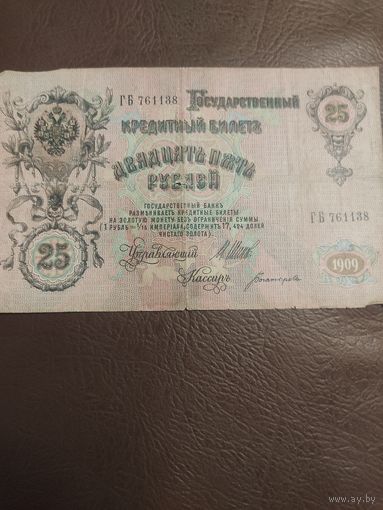 ГБ 761138 Государственный
25
КРЕДИТНЫЙ БИЛЕТЪ
ДВАДЦАТЬ ПЯТЬ
РУБЛЕЙ
ГОСУДАРСТВЕННЫЙ БАНКЪ
РАЗМѢНИВАЕТЪ КРЕДИТНЫЕ БИЛЕТЫ
НА ЗОЛОТУЮ МОНЕТУ БЕЗЪ ОГРАНИЧЕНІЯ СУММЫ
(1 РУБЛЬ = 1/15 ИМПЕРІАЛА, СОДЕРЖИТЪ 17,424 ДОЛЕЙ
ЧИСТАГО ЗОЛОТА).
ГБ 761138
25
Управляющій
Кассиръ
1909
www.ay.by